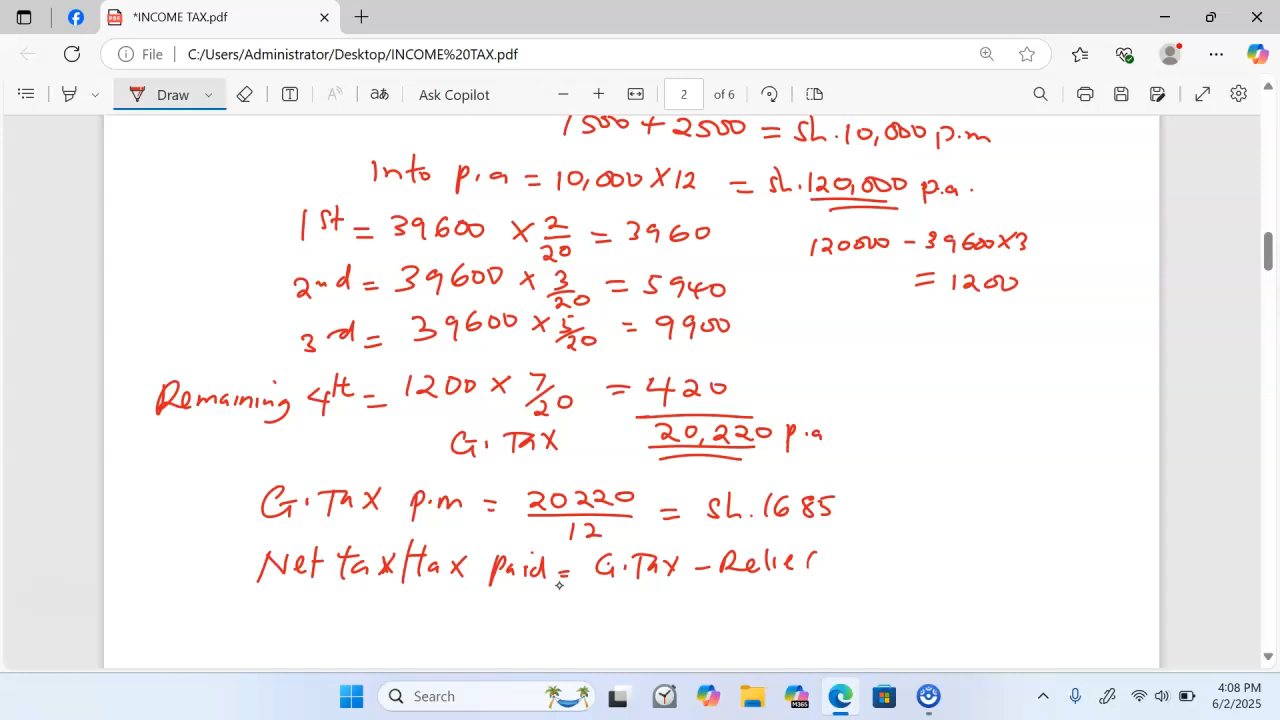 *INCOME TAX.pdf
File C:/Users/Administrator/Desktop/INCOME%20TAX.pdf
Draw Ask Copilot 2 of 6
1500 + 2500 = sh.10,000 p.m
Into p.a = 10,000 X 12 = sh.120,000 p.a.
1st = 39600 X 2/20 = 3960
120000 - 39600 X 3
2nd = 39600 X 3/20 = 5940
= 1200
3rd = 39600 X 5/20 = 9900
Remaining 4th = 1200 X 7/20 = 420
G.Tax 20,220 p.a
G.Tax p.m = 20220/12 = sh.1685
Net tax/tax paid = G.Tax - Relief
Search
4:08 PM
6/2/2025